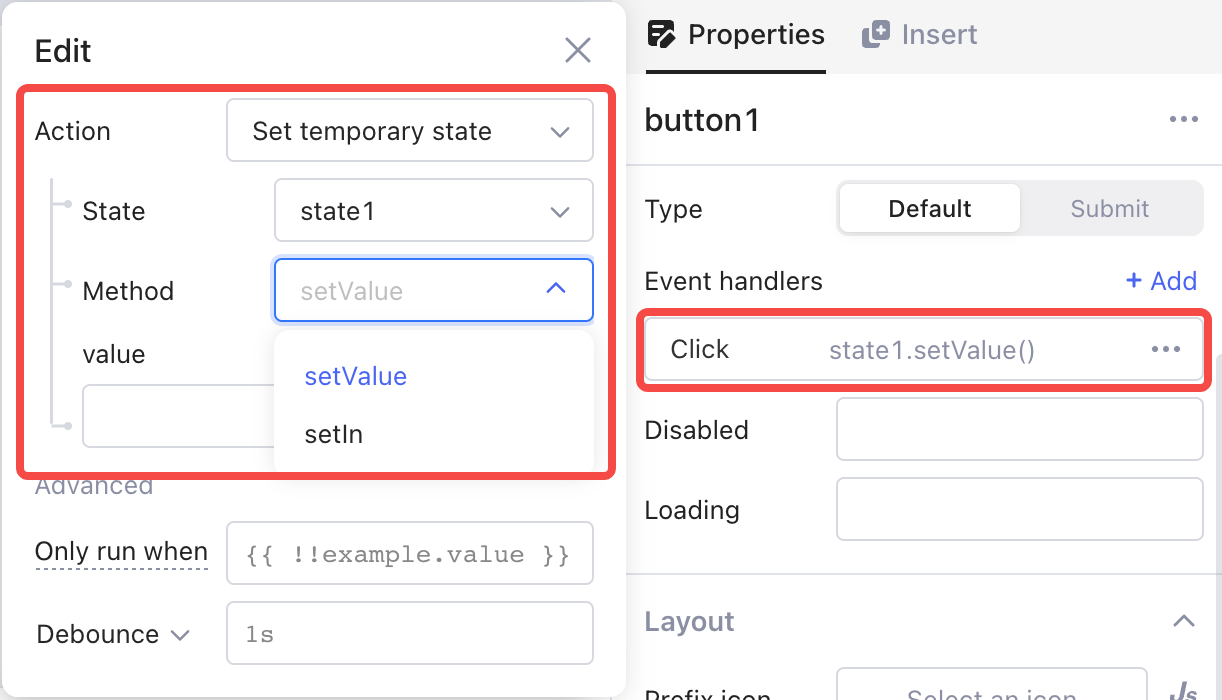 Edit
Action
Set temporary state
State
state1
Method
setValue
value
setValue
setIn
Advanced
Only run when
{{ !!example.value }}
Debounce
1s
Properties
Insert
button1
Type
Default
Submit
Event handlers
+ Add
Click
state1.setValue()
Disabled
Loading
Layout
Prefix icon
Select an icon
Js